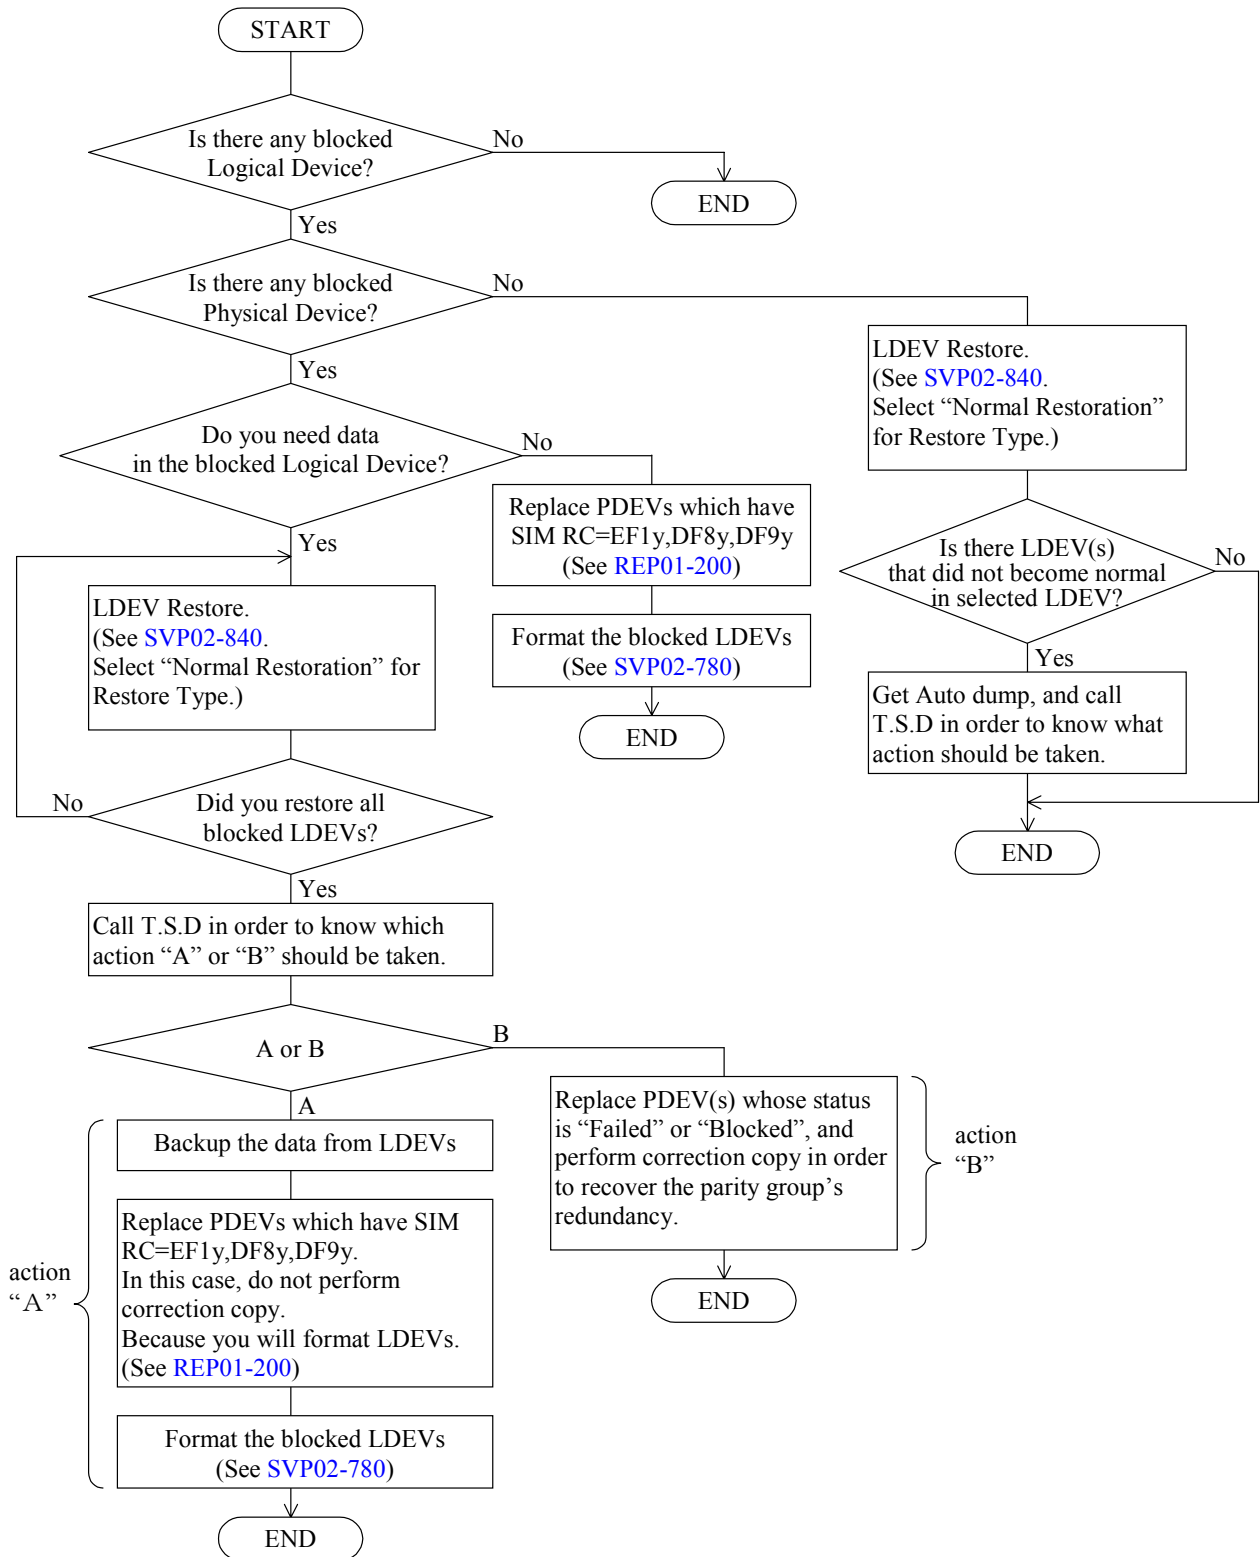 START
Is there any blocked
Logical Device?
No
END
Yes
Is there any blocked
Physical Device?
No
Yes
LDEV Restore.
(See SVP02-840.
Select “Normal Restoration”
for Restore Type.)
Do you need data
in the blocked Logical Device?
No
Yes
Replace PDEVs which have
SIM RC=EF1y,DF8y,DF9y
(See REP01-200)
Format the blocked LDEVs
(See SVP02-780)
END
Is there LDEV(s)
that did not become normal
in selected LDEV?
No
Yes
Get Auto dump, and call
T.S.D in order to know what
action should be taken.
END
LDEV Restore.
(See SVP02-840.
Select “Normal Restoration” for
Restore Type.)
Did you restore all
blocked LDEVs?
No
Yes
Call T.S.D in order to know which
action “A” or “B” should be taken.
A or B
B
A
Replace PDEV(s) whose status
is “Failed” or “Blocked”, and
perform correction copy in order
to recover the parity group’s
redundancy.
action
“B”
END
action
“A”
Backup the data from LDEVs
Replace PDEVs which have SIM
RC=EF1y,DF8y,DF9y.
In this case, do not perform
correction copy.
Because you will format LDEVs.
(See REP01-200)
Format the blocked LDEVs
(See SVP02-780)
END